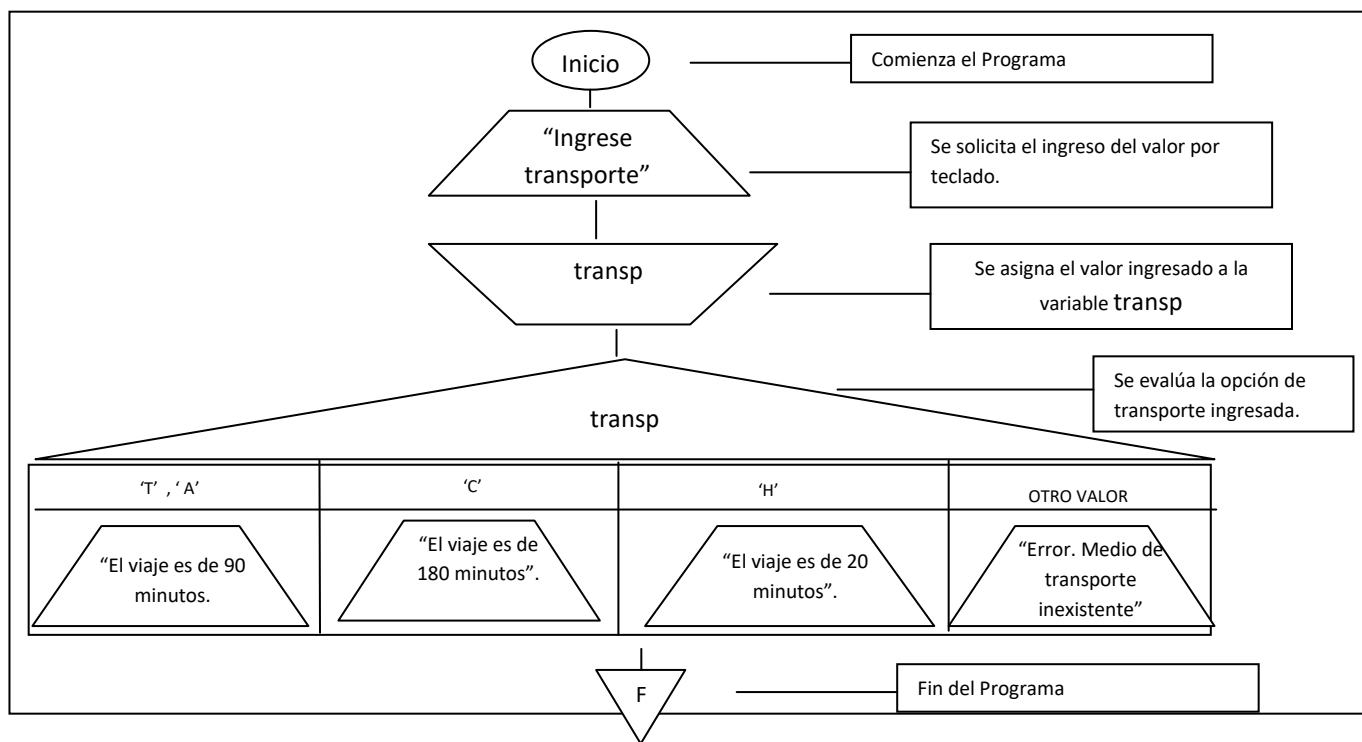 Inicio
Comienza el Programa
“Ingrese
transporte”
Se solicita el ingreso del valor por
teclado.
transp
Se asigna el valor ingresado a la
variable transp
Se evalúa la opción de
transporte ingresada.
transp
‘T’ , ‘ A’
‘C’
‘H’
OTRO VALOR
“El viaje es de 90
minutos.
“El viaje es de
180 minutos”.
“El viaje es de 20
minutos”.
“Error. Medio de
transporte
inexistente”
F
Fin del Programa